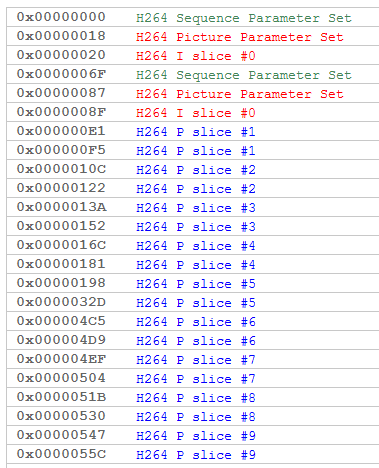 0x00000000 H264 Sequence Parameter Set
0x00000018 H264 Picture Parameter Set
0x00000020 H264 I slice #0
0x0000006F H264 Sequence Parameter Set
0x00000087 H264 Picture Parameter Set
0x0000008F H264 I slice #0
0x000000E1 H264 P slice #1
0x000000F5 H264 P slice #1
0x0000010C H264 P slice #2
0x00000122 H264 P slice #2
0x0000013A H264 P slice #3
0x00000152 H264 P slice #3
0x0000016C H264 P slice #4
0x00000181 H264 P slice #4
0x00000198 H264 P slice #5
0x0000032D H264 P slice #5
0x000004C5 H264 P slice #6
0x000004D9 H264 P slice #6
0x000004EF H264 P slice #7
0x00000504 H264 P slice #7
0x0000051B H264 P slice #8
0x00000530 H264 P slice #8
0x00000547 H264 P slice #9
0x0000055C H264 P slice #9